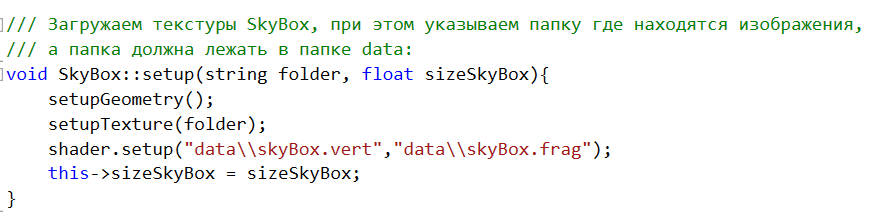 /// Загружаем текстуры SkyBox, при этом указываем папку где находятся изображения,
/// а папка должна лежать в папке data:
void SkyBox::setup(string folder, float sizeSkyBox){
    setupGeometry();
    setupTexture(folder);
    shader.setup("data\\skyBox.vert","data\\skyBox.frag");
    this->sizeSkyBox = sizeSkyBox;
}